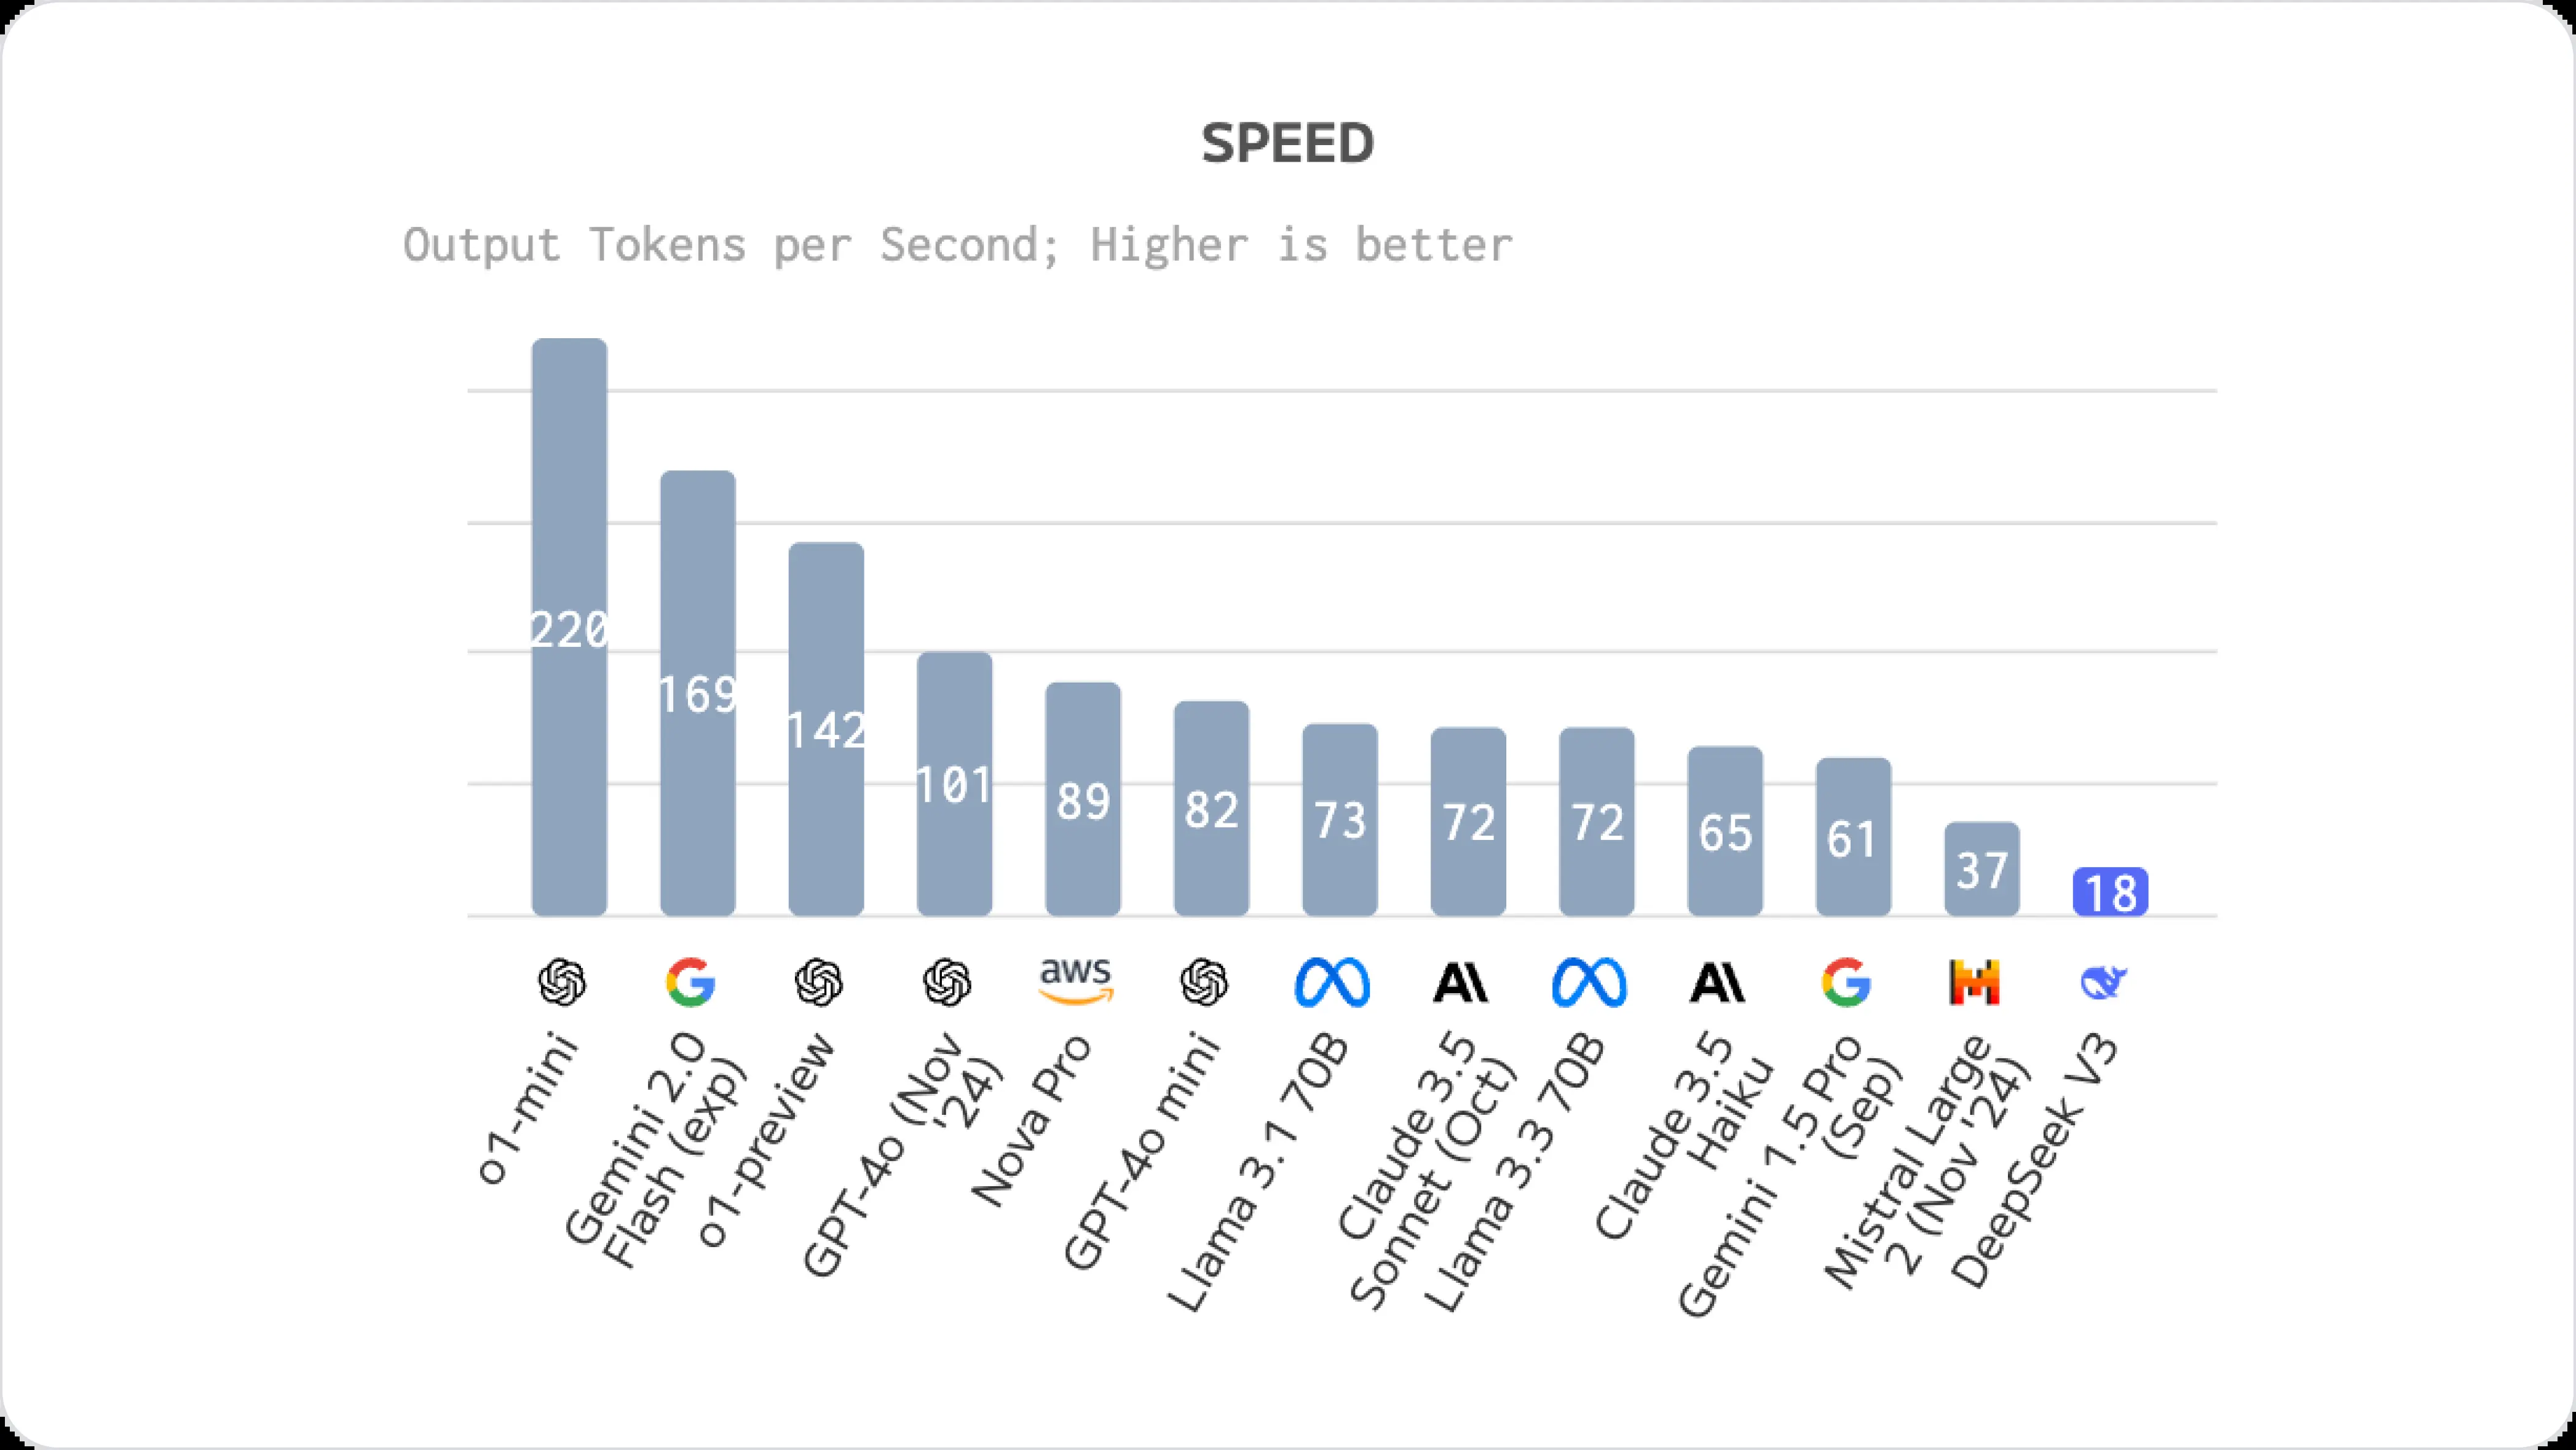 SPEED
Output Tokens per Second; Higher is better
220
169
142
101
89
82
73
72
72
65
61
37
18
aws
o1-mini
Gemini 2.0
Flash (exp)
o1-preview
GPT-4o (Nov
'24)
Nova Pro
GPT-4o mini
Llama 3.1 70B
Claude 3.5
Sonnet (Oct)
Llama 3.3 70B
Claude 3.5
Haiku
Gemini 1.5 Pro
(Sep)
Mistral Large
2 (Nov '24)
DeepSeek V3